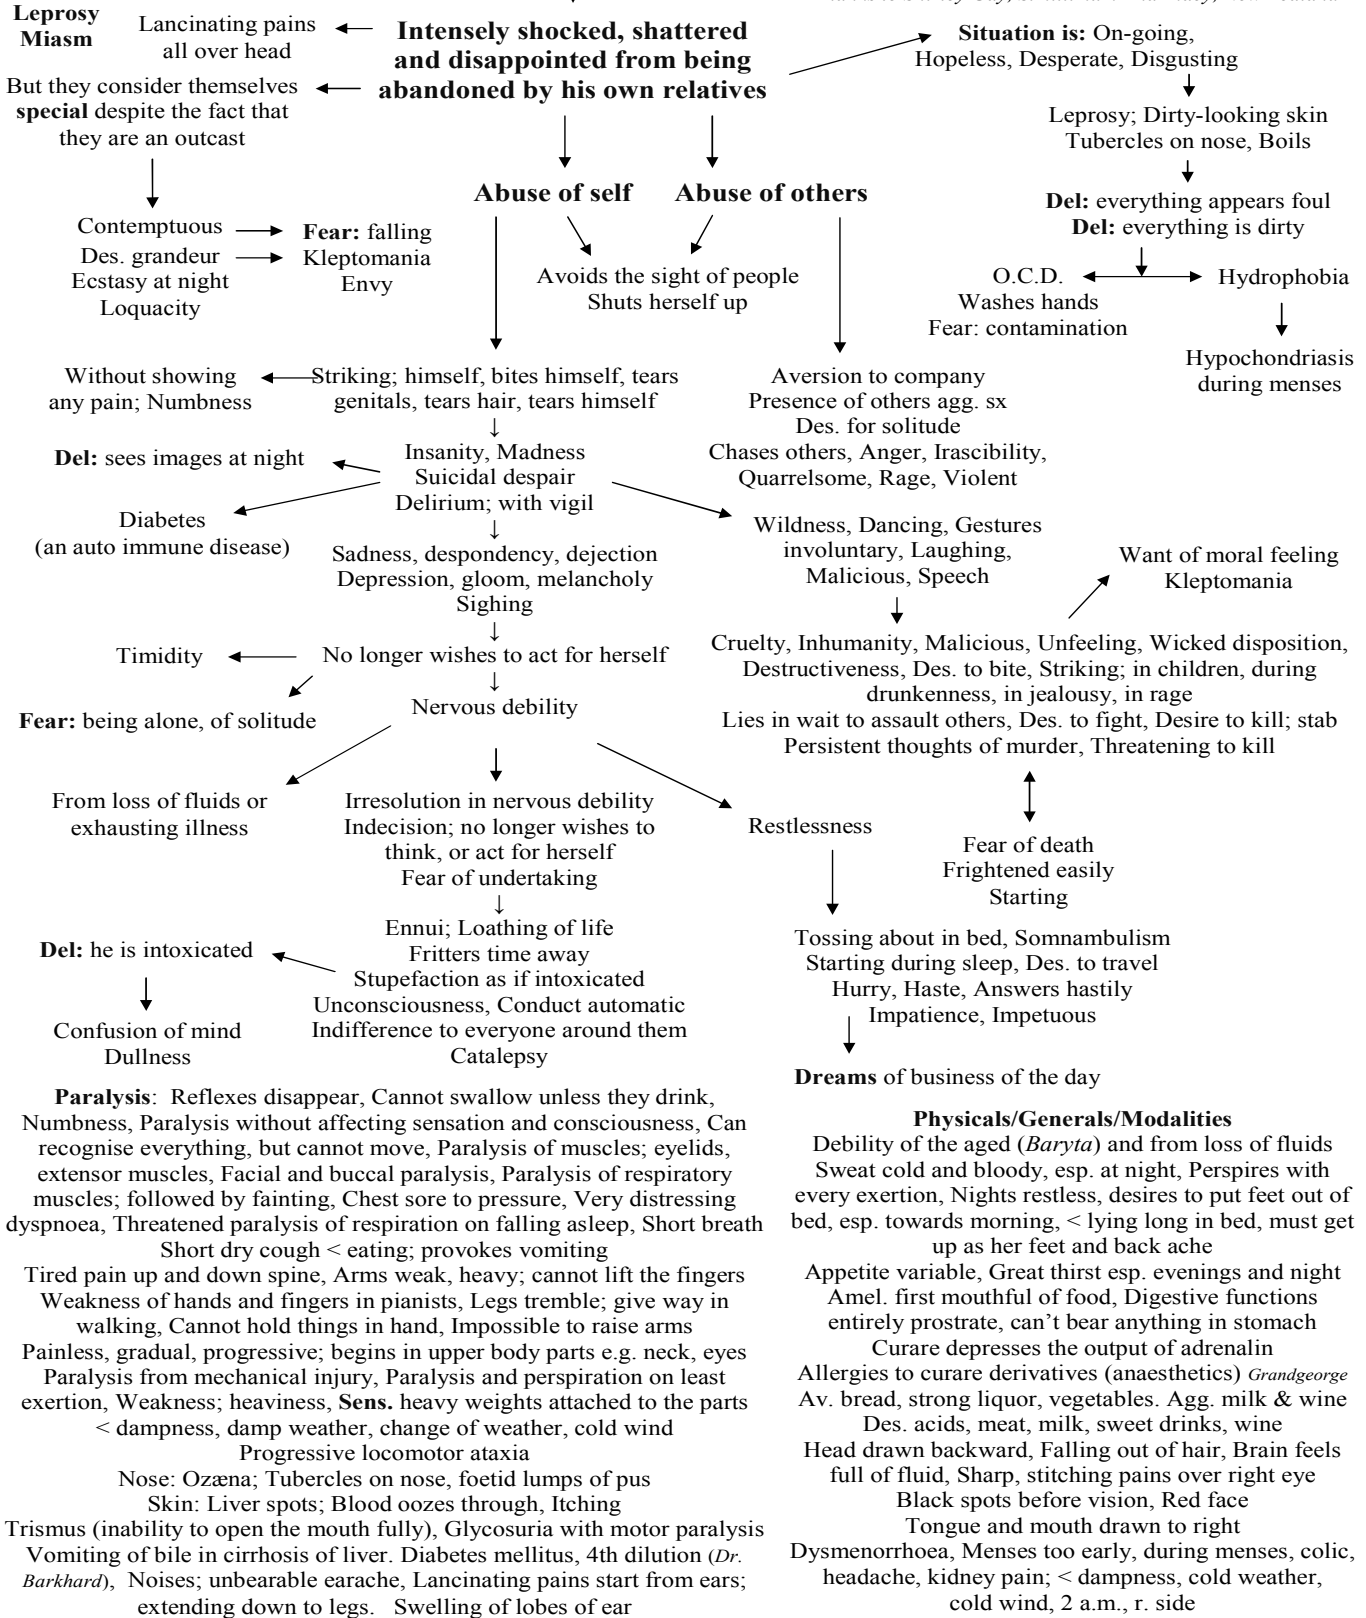 Leprosy
Miasm
Lancinating pains
all over head
Intensely shocked, shattered
and disappointed from being
abandoned by his own relatives
Situation is: On-going,
Hopeless, Desperate, Disgusting
But they consider themselves
special despite the fact that
they are an outcast
Leprosy; Dirty-looking skin
Tubercles on nose, Boils
Abuse of self
Abuse of others
Del: everything appears foul
Del: everything is dirty
Contemptuous
Des. grandeur
Ecstasy at night
Loquacity
Fear: falling
Kleptomania
Envy
Avoids the sight of people
Shuts herself up
O.C.D.
Washes hands
Fear: contamination
Hydrophobia
Hypochondriasis
during menses
Without showing
any pain; Numbness
Striking; himself, bites himself, tears
genitals, tears hair, tears himself
Aversion to company
Presence of others agg. sx
Des. for solitude
Chases others, Anger, Irascibility,
Quarrelsome, Rage, Violent
Del: sees images at night
Insanity, Madness
Suicidal despair
Delirium; with vigil
Diabetes
(an auto immune disease)
Wildness, Dancing, Gestures
involuntary, Laughing,
Malicious, Speech
Want of moral feeling
Kleptomania
Sadness, despondency, dejection
Depression, gloom, melancholy
Sighing
Timidity
No longer wishes to act for herself
Cruelty, Inhumanity, Malicious, Unfeeling, Wicked disposition,
Destructiveness, Des. to bite, Striking; in children, during
drunkenness, in jealousy, in rage
Lies in wait to assault others, Des. to fight, Desire to kill; stab
Persistent thoughts of murder, Threatening to kill
Fear: being alone, of solitude
Nervous debility
From loss of fluids or
exhausting illness
Irresolution in nervous debility
Indecision; no longer wishes to
think, or act for herself
Fear of undertaking
Restlessness
Fear of death
Frightened easily
Starting
Del: he is intoxicated
Ennui; Loathing of life
Fritters time away
Stupefaction as if intoxicated
Unconsciousness, Conduct automatic
Indifference to everyone around them
Catalepsy
Tossing about in bed, Somnambulism
Starting during sleep, Des. to travel
Hurry, Haste, Answers hastily
Impatience, Impetuous
Confusion of mind
Dullness
Dreams of business of the day
Paralysis: Reflexes disappear, Cannot swallow unless they drink,
Numbness, Paralysis without affecting sensation and consciousness, Can
recognise everything, but cannot move, Paralysis of muscles; eyelids,
extensor muscles, Facial and buccal paralysis, Paralysis of respiratory
muscles; followed by fainting, Chest sore to pressure, Very distressing
dyspnoea, Threatened paralysis of respiration on falling asleep, Short breath
Short dry cough < eating; provokes vomiting
Tired pain up and down spine, Arms weak, heavy; cannot lift the fingers
Weakness of hands and fingers in pianists, Legs tremble; give way in
walking, Cannot hold things in hand, Impossible to raise arms
Painless, gradual, progressive; begins in upper body parts e.g. neck, eyes
Paralysis from mechanical injury, Paralysis and perspiration on least
exertion, Weakness; heaviness, Sens. heavy weights attached to the parts
< dampness, damp weather, change of weather, cold wind
Progressive locomotor ataxia
Nose: Ozæna; Tubercles on nose, foetid lumps of pus
Skin: Liver spots; Blood oozes through, Itching
Trismus (inability to open the mouth fully), Glycosuria with motor paralysis
Vomiting of bile in cirrhosis of liver. Diabetes mellitus, 4th dilution (Dr.
Barkhard), Noises; unbearable earache, Lancinating pains start from ears;
extending down to legs. Swelling of lobes of ear
Physicals/Generals/Modalities
Debility of the aged (Baryta) and from loss of fluids
Sweat cold and bloody, esp. at night, Perspires with
every exertion, Nights restless, desires to put feet out of
bed, esp. towards morning, < lying long in bed, must get
up as her feet and back ache
Appetite variable, Great thirst esp. evenings and night
Amel. first mouthful of food, Digestive functions
entirely prostrate, can't bear anything in stomach
Curare depresses the output of adrenalin
Allergies to curare derivatives (anaesthetics) Grandgeorge
Av. bread, strong liquor, vegetables. Agg. milk & wine
Des. acids, meat, milk, sweet drinks, wine
Head drawn backward, Falling out of hair, Brain feels
full of fluid, Sharp, stitching pains over right eye
Black spots before vision, Red face
Tongue and mouth drawn to right
Dysmenorrhoea, Menses too early, during menses, colic,
headache, kidney pain; < dampness, cold weather,
cold wind, 2 a.m., r. side